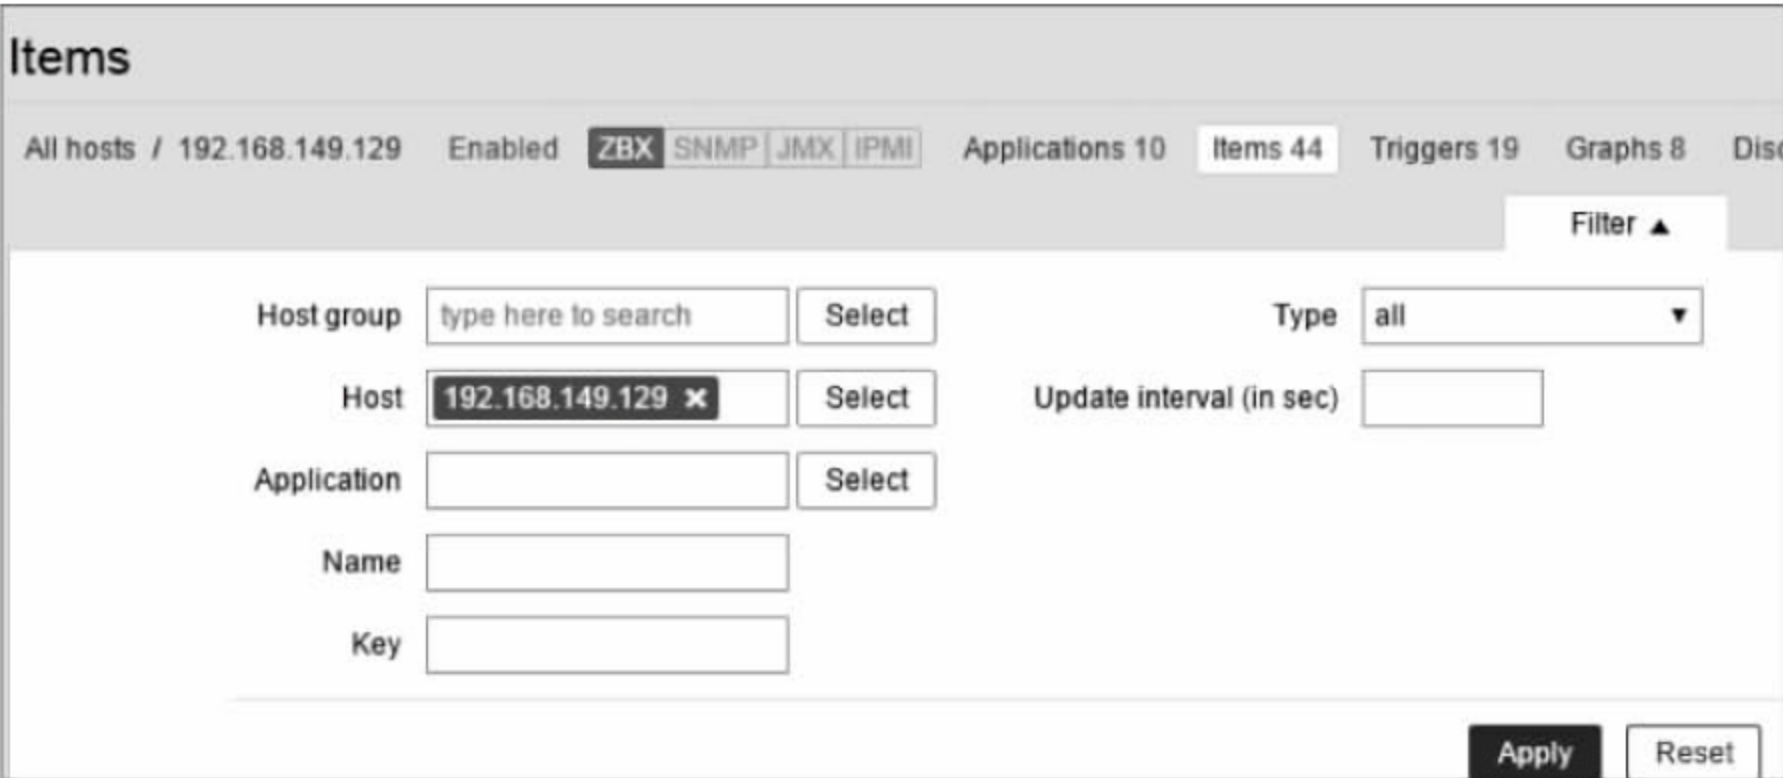 Items
All hosts / 192.168.149.129 Enabled ZBX SNMP JMX IPMI Applications 10 Items 44 Triggers 19 Graphs 8 Disc
Filter ▲
Host group type here to search Select Type all ▼
Host 192.168.149.129 ✖ Select Update interval (in sec)
Application Select
Name
Key
Apply Reset